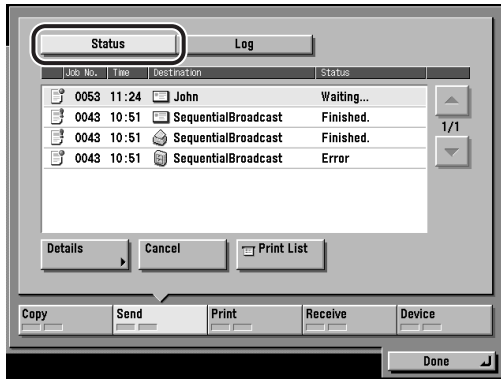 Status Log
Job No. Time Destination Status
0053 11:24 John Waiting...
0043 10:51 SequentialBroadcast Finished.
0043 10:51 SequentialBroadcast Finished.
0043 10:51 SequentialBroadcast Error
1/1
Details Cancel Print List
Copy Send Print Receive Device
Done